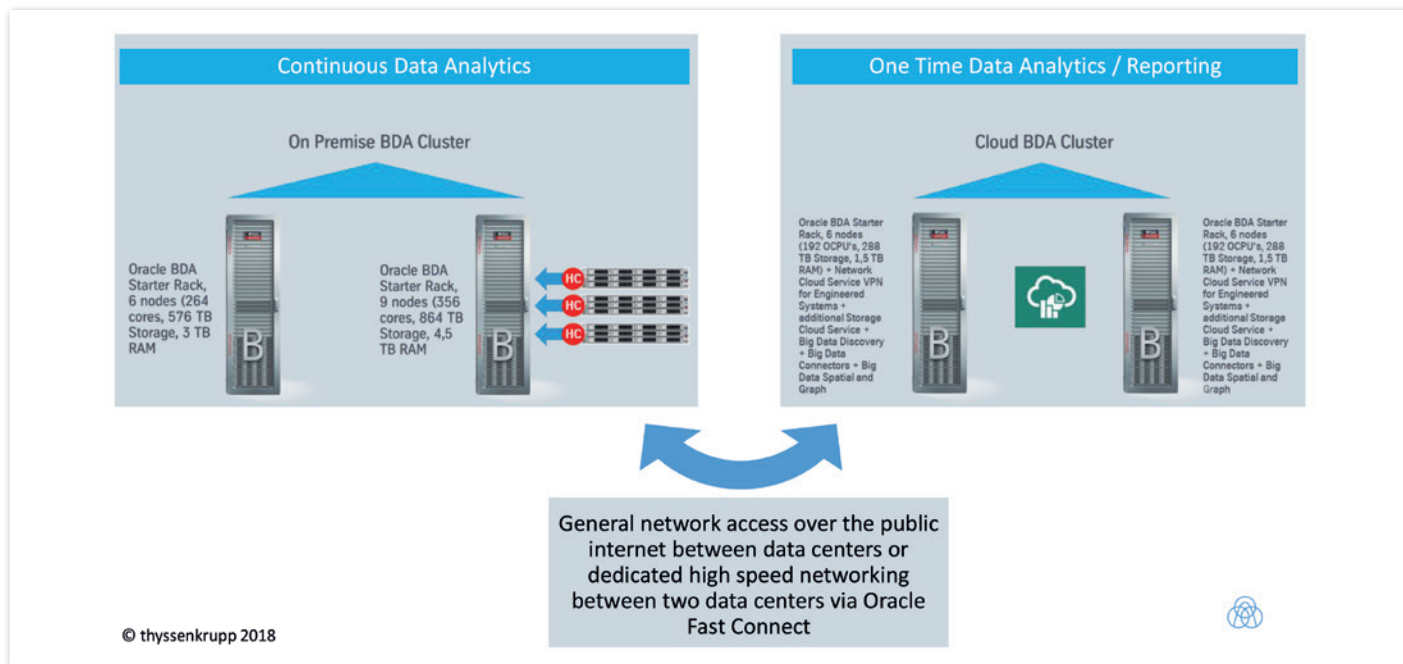 Continuous Data Analytics
On Premise BDA Cluster
Oracle BDA
Starter Rack,
6 nodes (264
cores, 576 TB
Storage, 3 TB
RAM
B
Oracle BDA
Starter Rack,
9 nodes (356
cores, 864 TB
Storage, 4,5
TB RAM
B
HC
HC
HC
One Time Data Analytics / Reporting
Cloud BDA Cluster
Oracle BDA Starter
Rack, 6 nodes
(192 OCPU's, 288
TB Storage, 1,5 TB
RAM) + Network
Cloud Service VPN
for Engineered
Systems +
additional Storage
Cloud Service +
Big Data Discovery
+ Big Data
Connectors + Big
Data Spatial and
Graph
B
Oracle BDA Starter
Rack, 6 nodes
(192 OCPU's, 288
TB Storage, 1,5 TB
RAM) + Network
Cloud Service VPN
for Engineered
Systems +
additional Storage
Cloud Service +
Big Data Discovery
+ Big Data
Connectors + Big
Data Spatial and
Graph
B
General network access over the public
internet between data centers or
dedicated high speed networking
between two data centers via Oracle
Fast Connect
© thyssenkrupp 2018